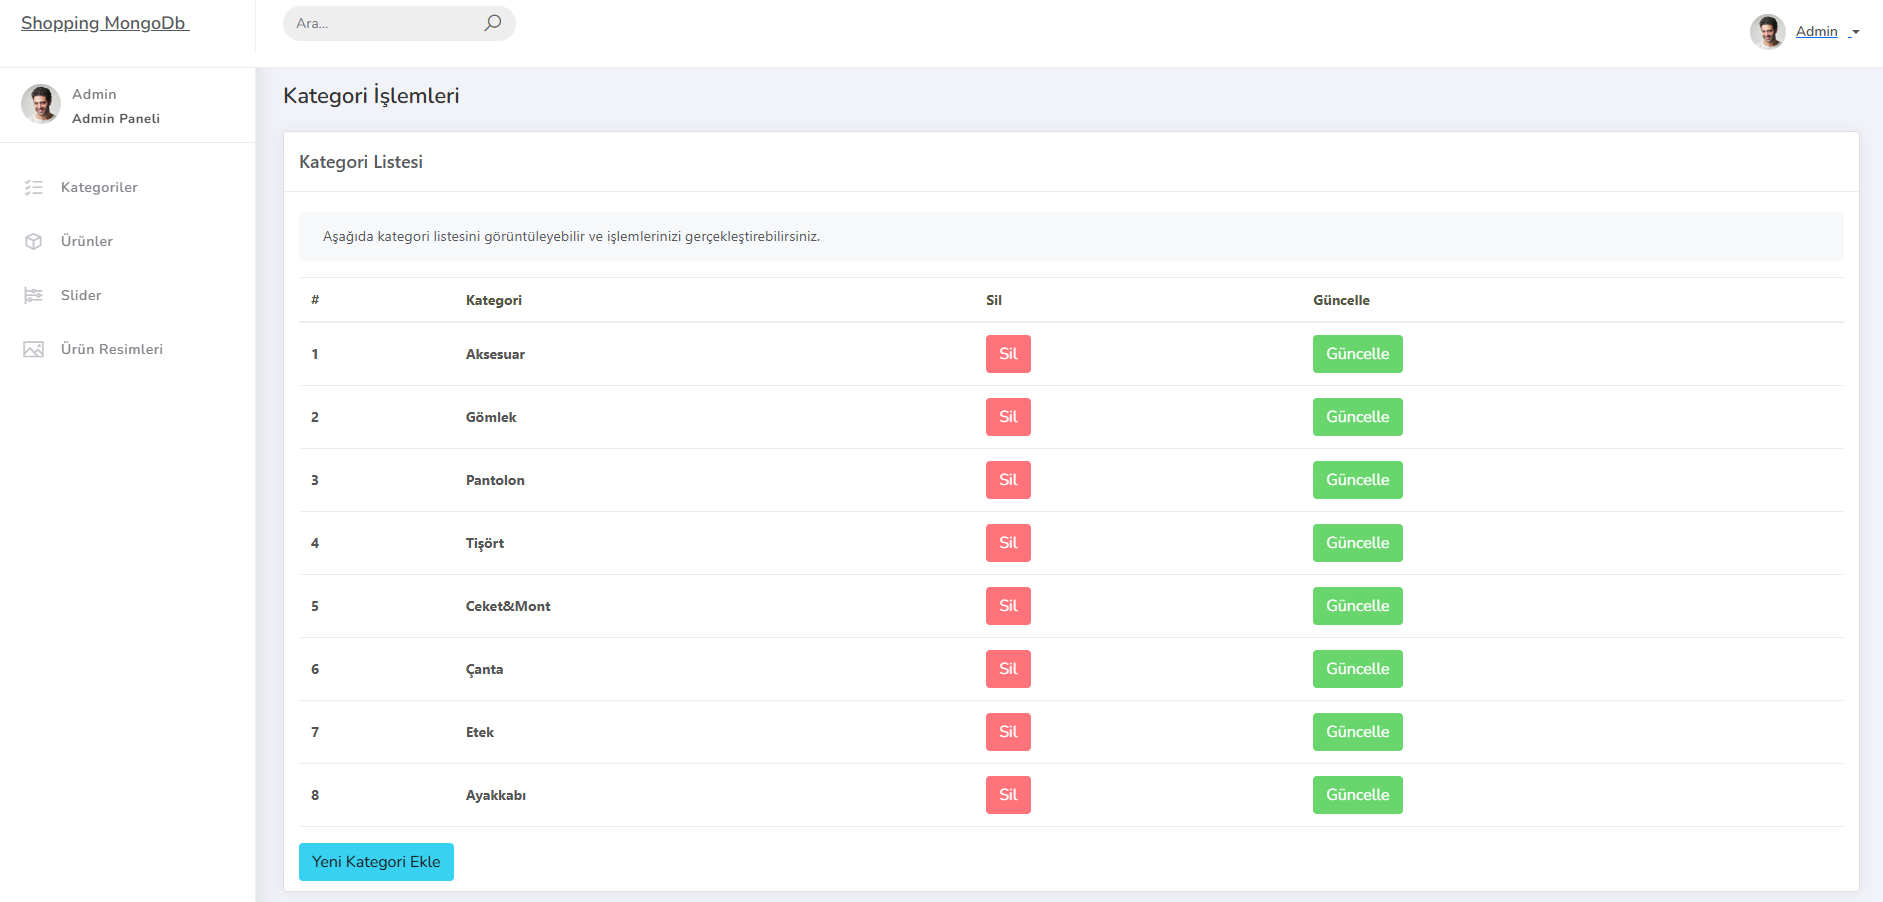 Shopping MongoDb
Ara...
Admin
Admin
Admin Paneli
Kategoriler
Ürünler
Slider
Ürün Resimleri
Kategori İşlemleri
Kategori Listesi
Aşağıda kategori listesini görüntüleyebilir ve işlemlerinizi gerçekleştirebilirsiniz.
# Kategori Sil Güncelle
1 Aksesuar Sil Güncelle
2 Gömlek Sil Güncelle
3 Pantolon Sil Güncelle
4 Tişört Sil Güncelle
5 Ceket&Mont Sil Güncelle
6 Çanta Sil Güncelle
7 Etek Sil Güncelle
8 Ayakkabı Sil Güncelle
Yeni Kategori Ekle